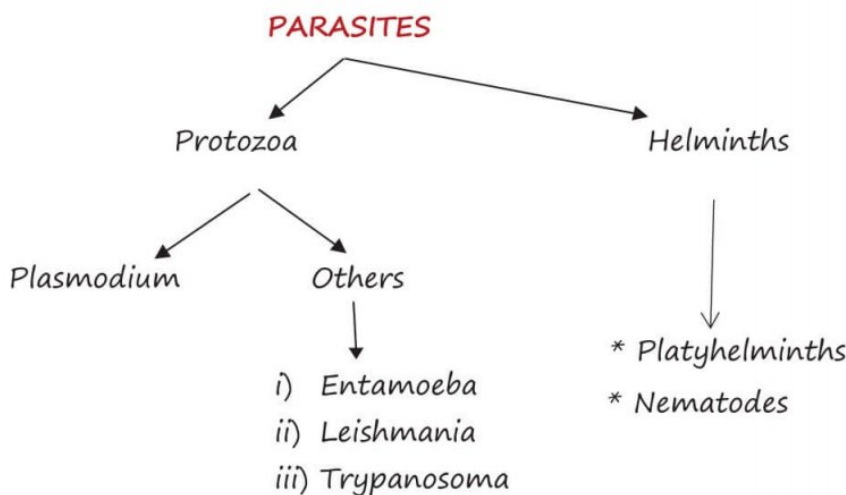 PARASITES
Protozoa
Helminths
Plasmodium
Others
* Platyhelminths
* Nematodes
i) Entamoeba
ii) Leishmania
iii) Trypanosoma